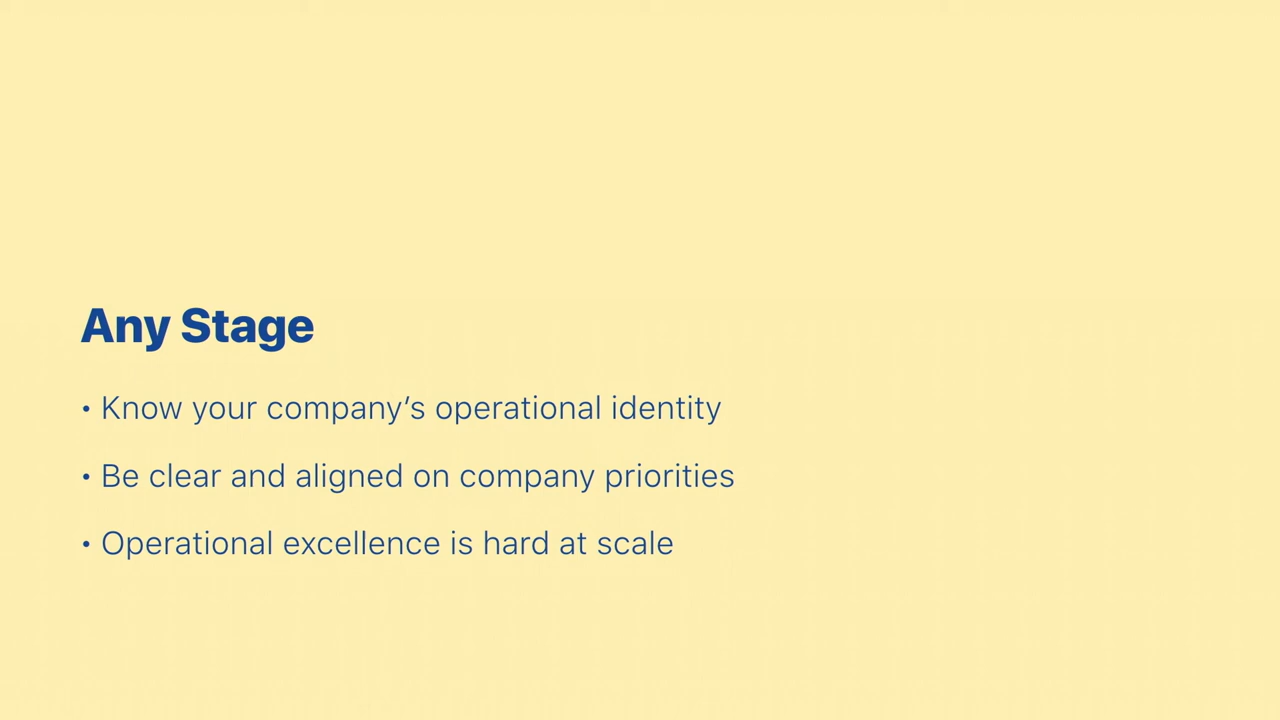 Any Stage
• Know your company’s operational identity
• Be clear and aligned on company priorities
• Operational excellence is hard at scale